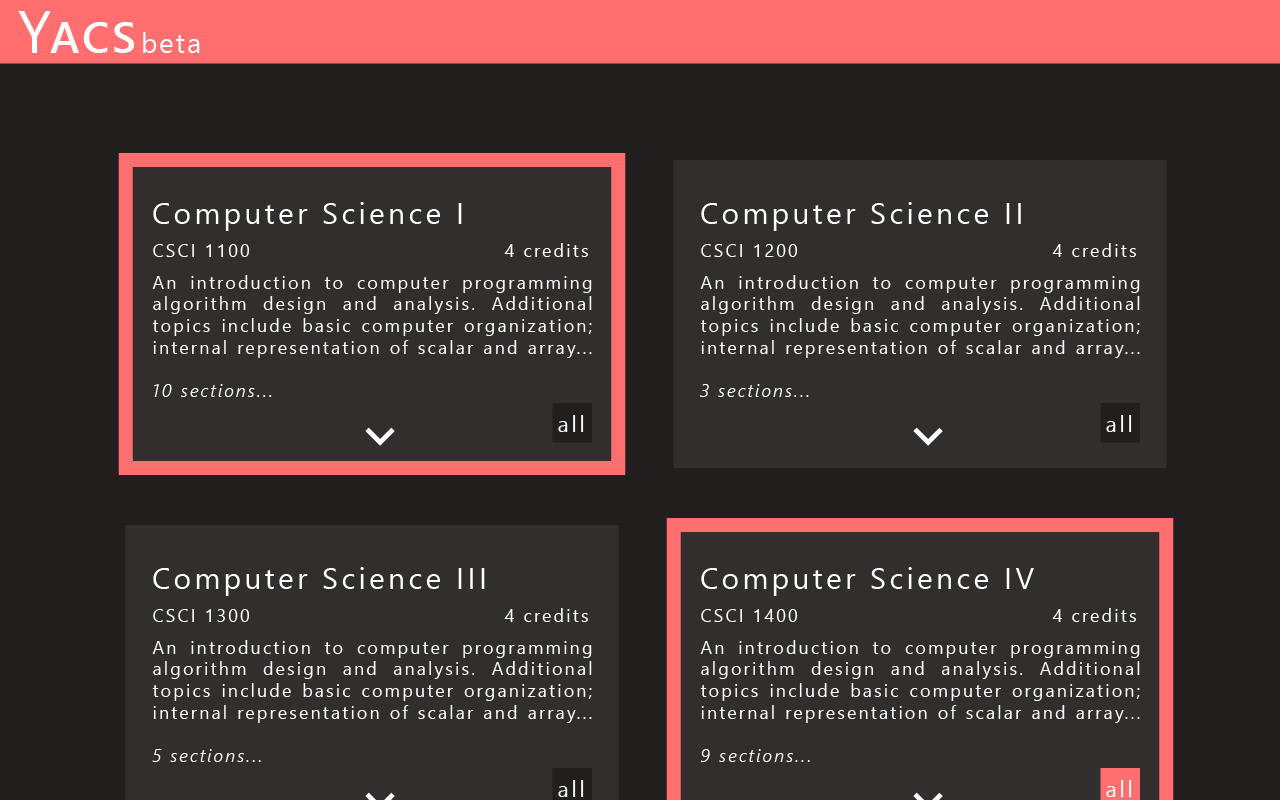 YACS beta
Computer Science I
CSCI 1100 4 credits
An introduction to computer programming
algorithm design and analysis. Additional
topics include basic computer organization;
internal representation of scalar and array...
10 sections...
all
Computer Science II
CSCI 1200 4 credits
An introduction to computer programming
algorithm design and analysis. Additional
topics include basic computer organization;
internal representation of scalar and array...
3 sections...
all
Computer Science III
CSCI 1300 4 credits
An introduction to computer programming
algorithm design and analysis. Additional
topics include basic computer organization;
internal representation of scalar and array...
5 sections...
all
Computer Science IV
CSCI 1400 4 credits
An introduction to computer programming
algorithm design and analysis. Additional
topics include basic computer organization;
internal representation of scalar and array...
9 sections...
all